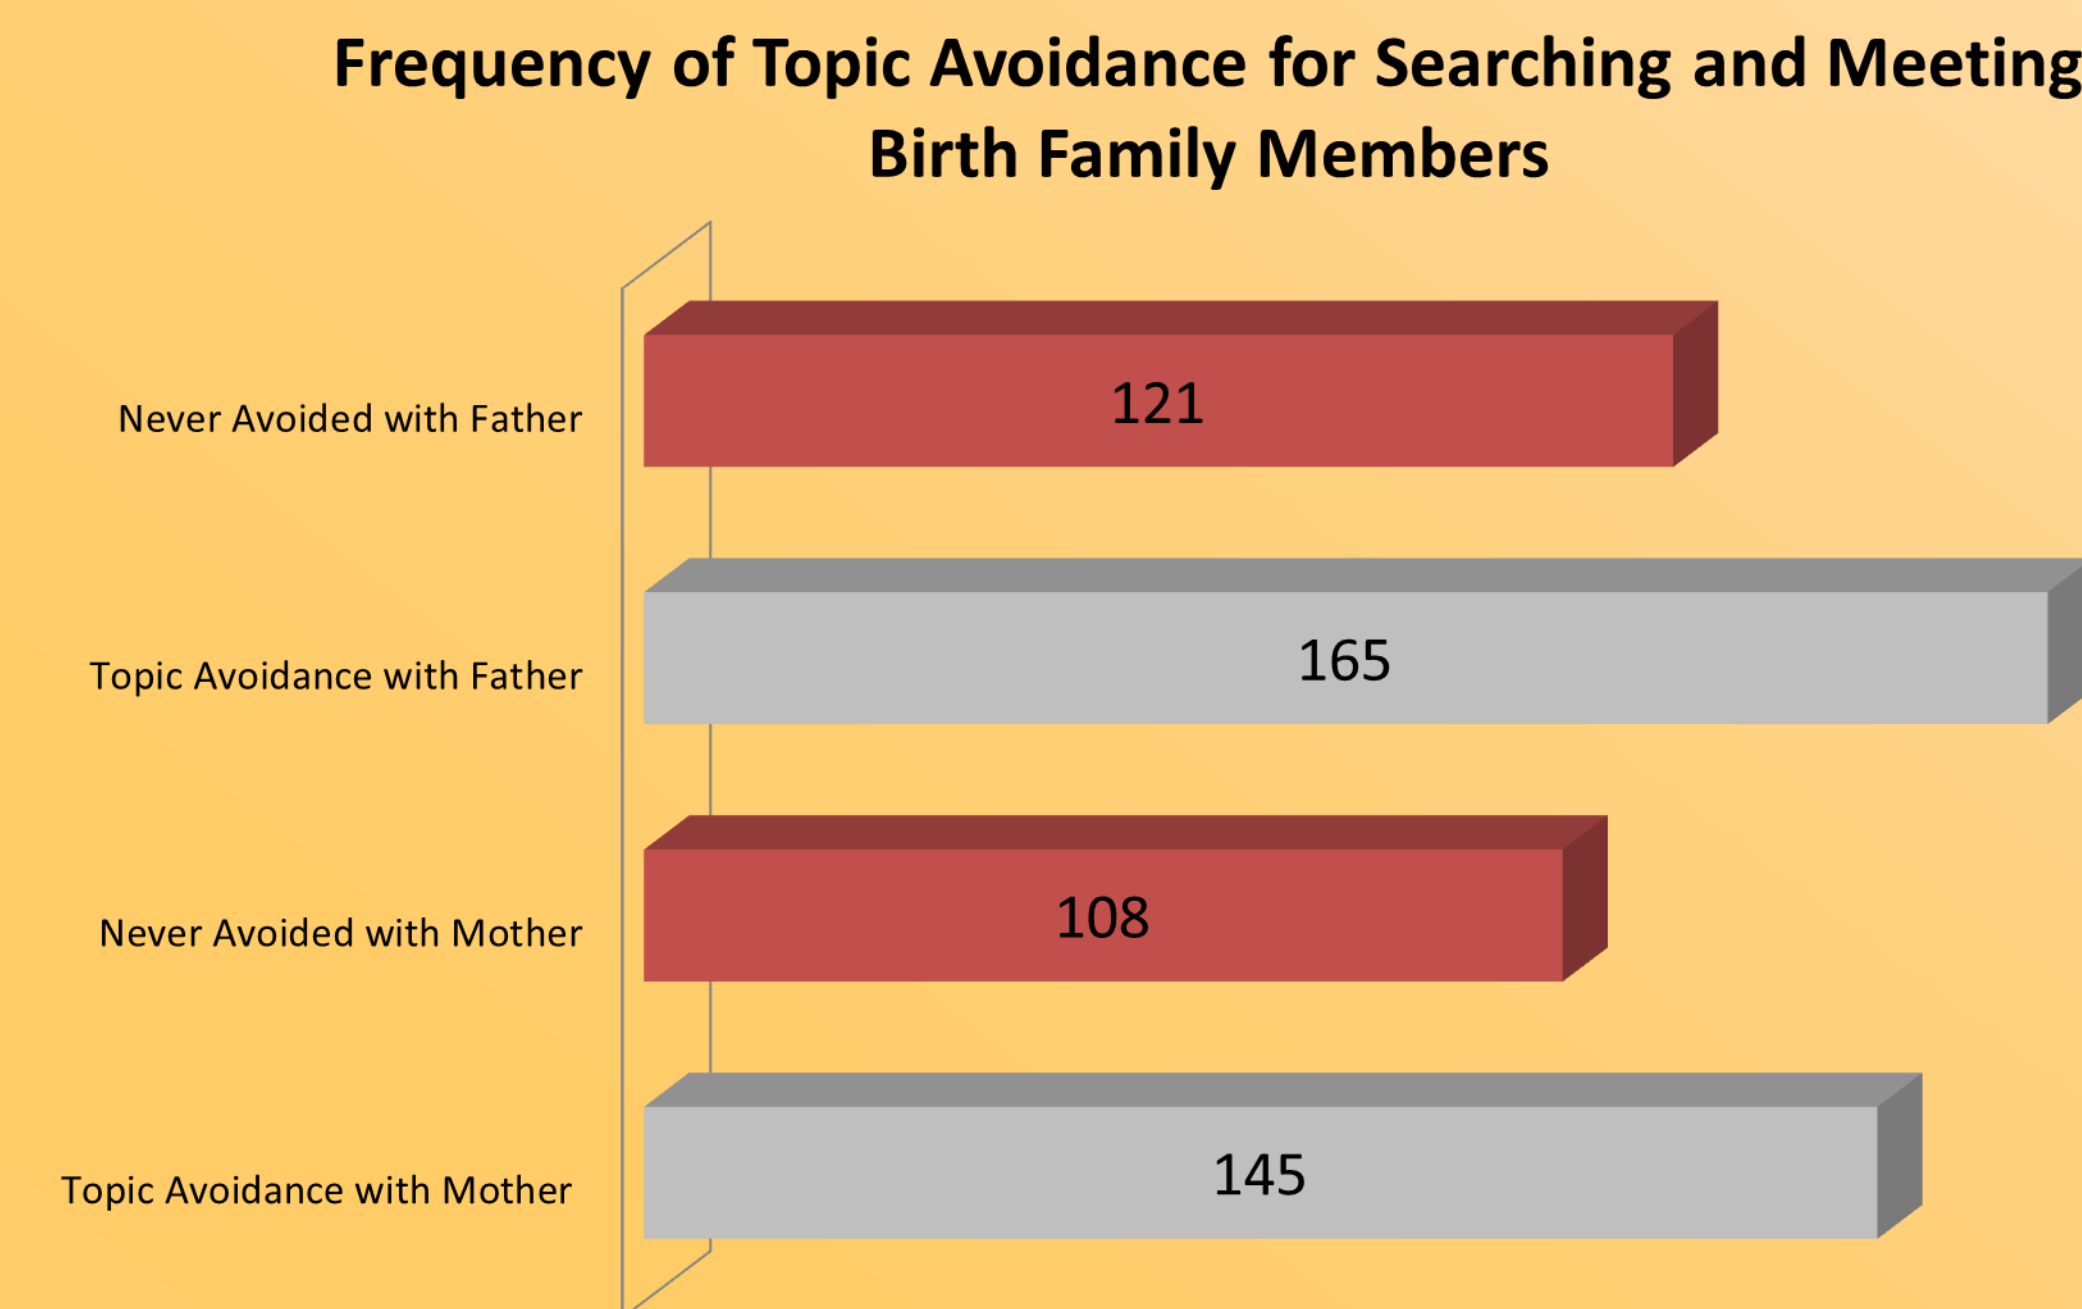 Frequency of Topic Avoidance for Searching and Meeting
Birth Family Members
Never Avoided with Father
121
Topic Avoidance with Father
165
Never Avoided with Mother
108
Topic Avoidance with Mother
145